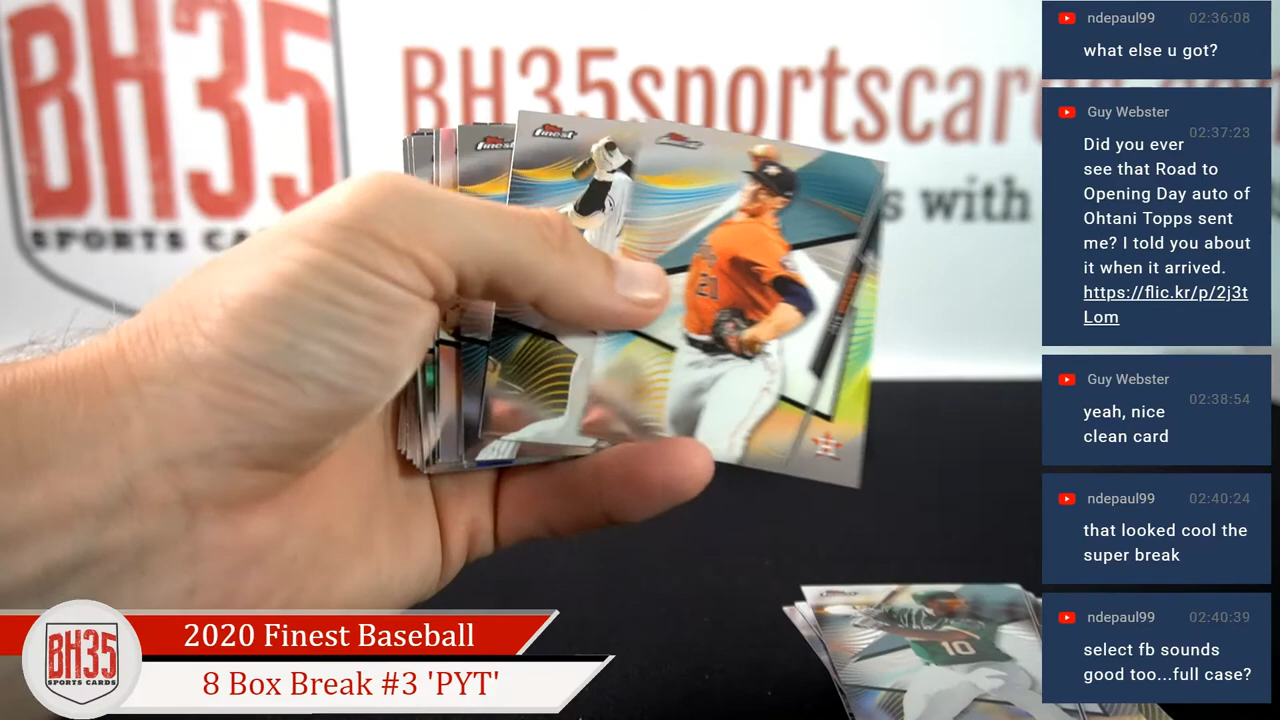 BH35
SPORTS CA
BH35sportscar
s with
Topps
finest
finest
21
10
ndepaul99 02:36:08
what else u got?
Guy Webster
02:37:23
Did you ever
see that Road to
Opening Day auto of
Ohtani Topps sent
me? I told you about
it when it arrived.
https://flic.kr/p/2j3t
Lom
Guy Webster
02:38:54
yeah, nice
clean card
ndepaul99 02:40:24
that looked cool the
super break
ndepaul99 02:40:39
select fb sounds
good too...full case?
BH35
SPORTS CARDS
2020 Finest Baseball
8 Box Break #3 'PYT'